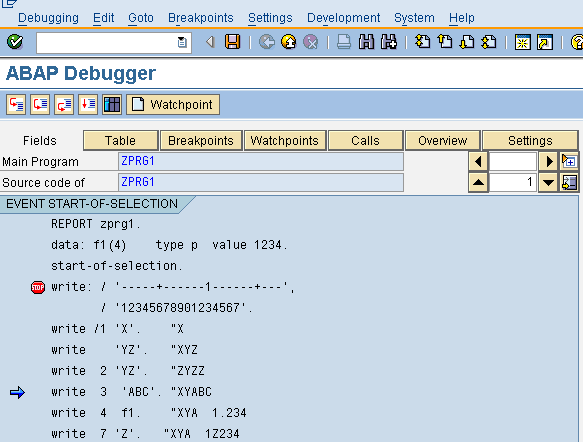 Debugging Edit Goto Breakpoints Settings Development System Help
ABAP Debugger
Watchpoint
Fields Table Breakpoints Watchpoints Calls Overview Settings
Main Program ZPRG1
Source code of ZPRG1 1
EVENT START-OF-SELECTION
REPORT zprg1.
data: f1(4) type p value 1234.
start-of-selection.
STOP write: / '-----+------1------+---',
/ '12345678901234567'.
write /1 'X'. "X
write 'YZ'. "XYZ
write 2 'YZ'. "ZYZZ
write 3 'ABC'. "XYABC
write 4 f1. "XYA 1.234
write 7 'Z'. "XYA 1Z234